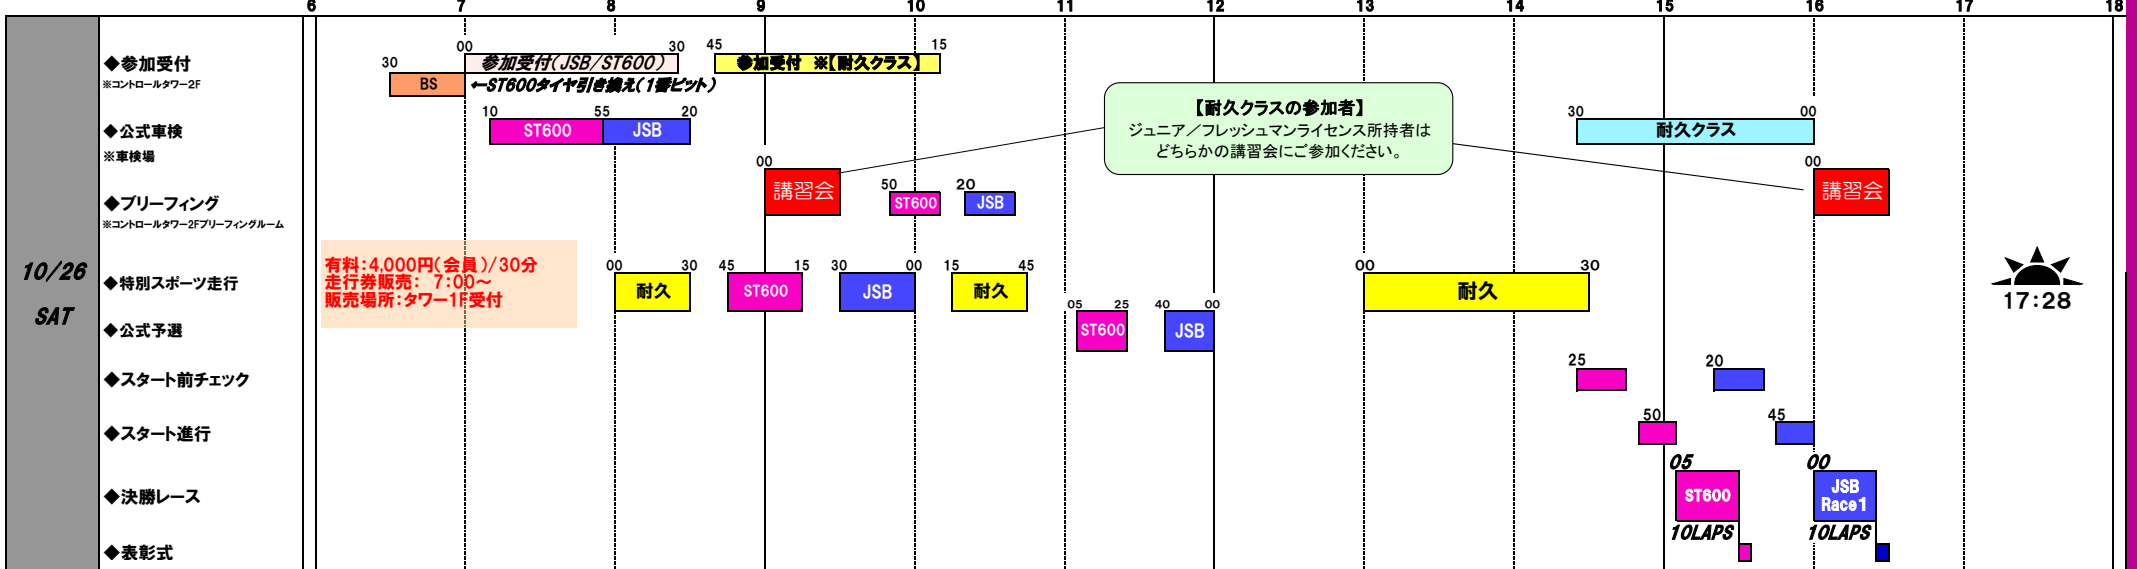 6 7 8 9 10 11 12 13 14 15 16 17 18
00 30 45 15
◆参加受付 参加受付(JSB/ST600) 参加受付 ※【耐久クラス】
30
※コントロールタワー2F BS ←ST600タイヤ引き換え(1番ピット)
【耐久クラスの参加者】
ジュニア／フレッシュマンライセンス所持者は
どちらかの講習会にご参加ください。
10 55 20 30 00
◆公式車検 ST600 JSB 耐久クラス
※車検場
00 00
講習会 講習会
50 20
◆ブリーフィング ST600 JSB
※コントロールタワー2Fブリーフィングルーム
10/26
SAT
有料:4,000円(会員)/30分
走行券販売: 7:00～
販売場所:タワー1F受付
00 30 45 15 30 00 15 45 00 30
◆特別スポーツ走行 耐久 ST600 JSB 耐久 耐久
17:28
05 25 40 00
◆公式予選 ST600 JSB
25 20
◆スタート前チェック
50 45
◆スタート進行
05 00
◆決勝レース ST600 JSB
Race1
10LAPS 10LAPS
◆表彰式